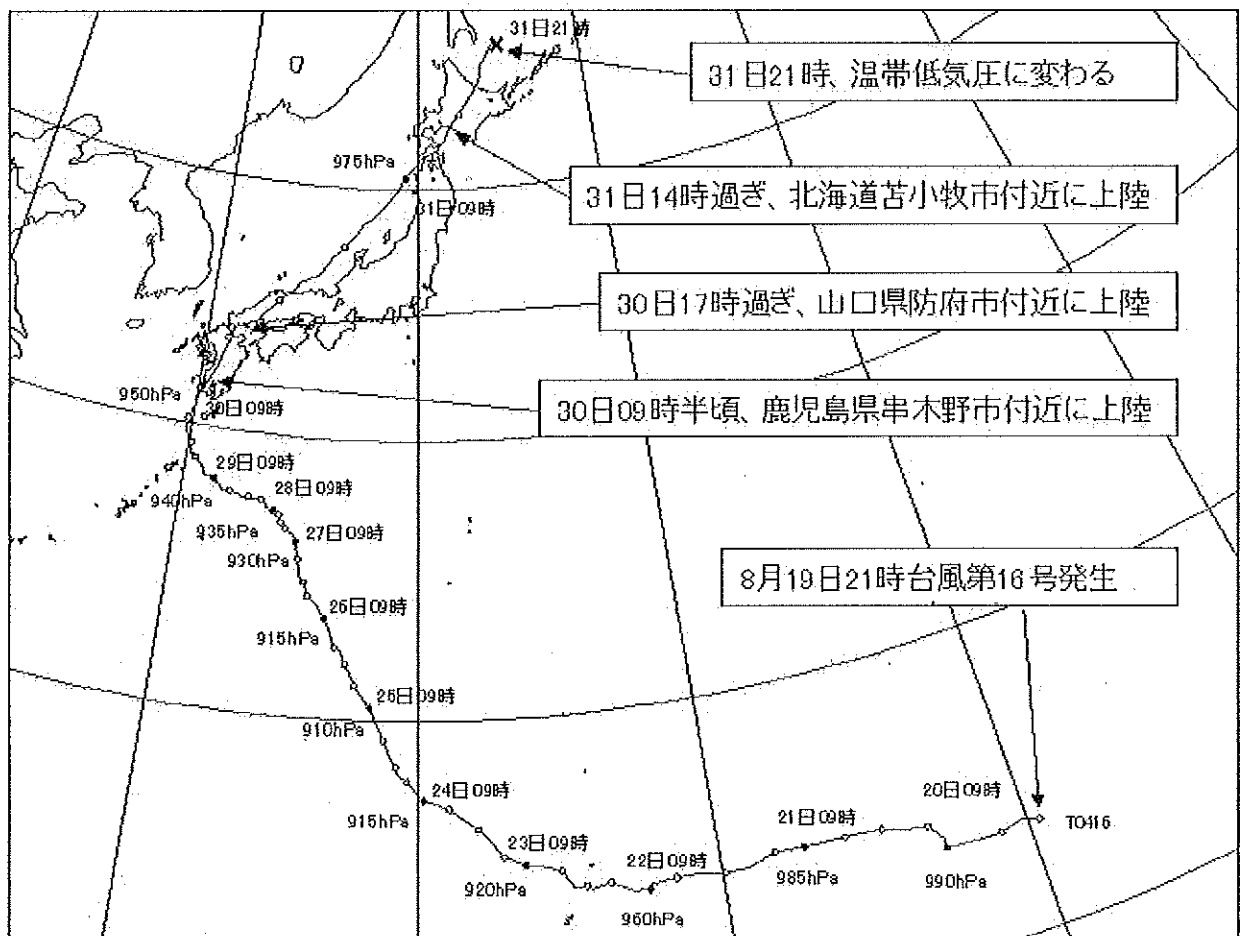 31日21時
31日21時、温帯低気圧に変わる
975hPa
31日09時
31日14時過ぎ、北海道苫小牧市付近に上陸
30日17時過ぎ、山口県防府市付近に上陸
950hPa
30日09時
30日09時半頃、鹿児島県串木野市付近に上陸
29日09時
940hPa
28日09時
935hPa
27日09時
930hPa
8月19日21時台風第16号発生
26日09時
915hPa
25日09時
910hPa
24日09時
915hPa
20日09時
21日09時
T0416
23日09時
22日09時
920hPa
985hPa
990hPa
960hPa